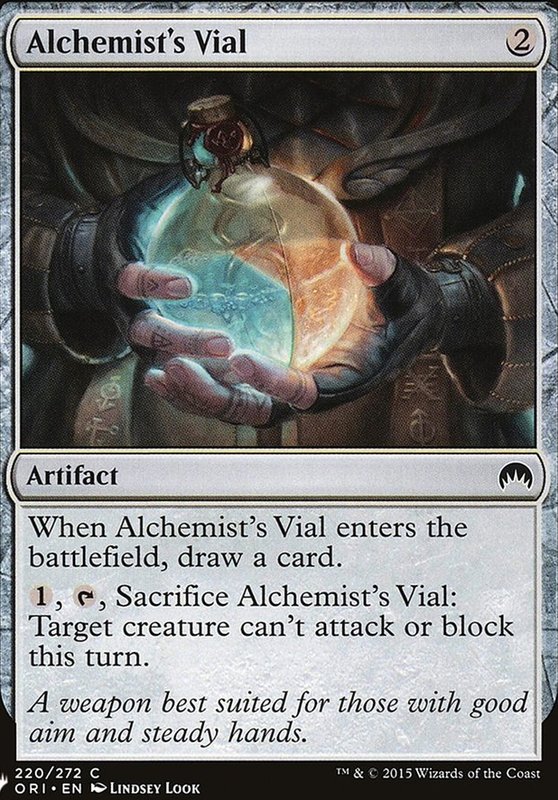 Alchemist's Vial 2
Artifact
When Alchemist's Vial enters the
battlefield, draw a card.
1, , Sacrifice Alchemist's Vial:
Target creature can't attack or block
this turn.
A weapon best suited for those with good
aim and steady hands.
220/272 C
ORI • EN Lindsey Look
™ & © 2015 Wizards of the Coast